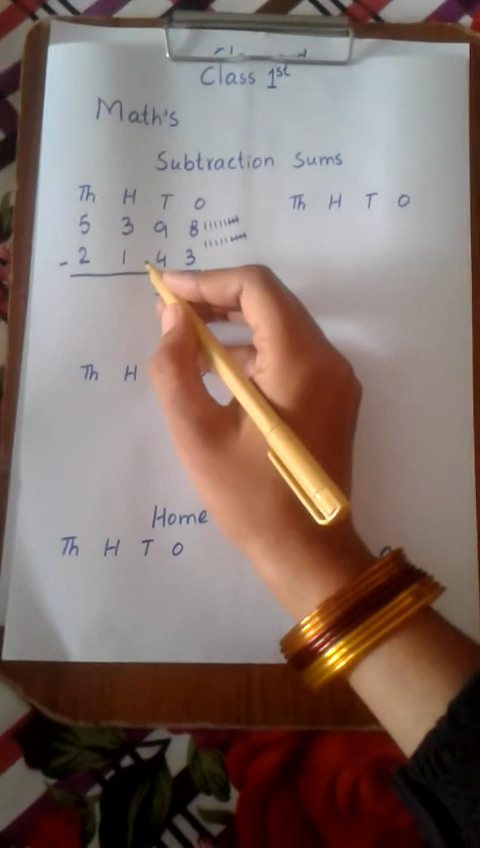 Class 1st
Math's
Subtraction Sums
Th H T O
5 3 9 8
- 2 1 4 3
Th H T O
Th H
Home
Th H T O